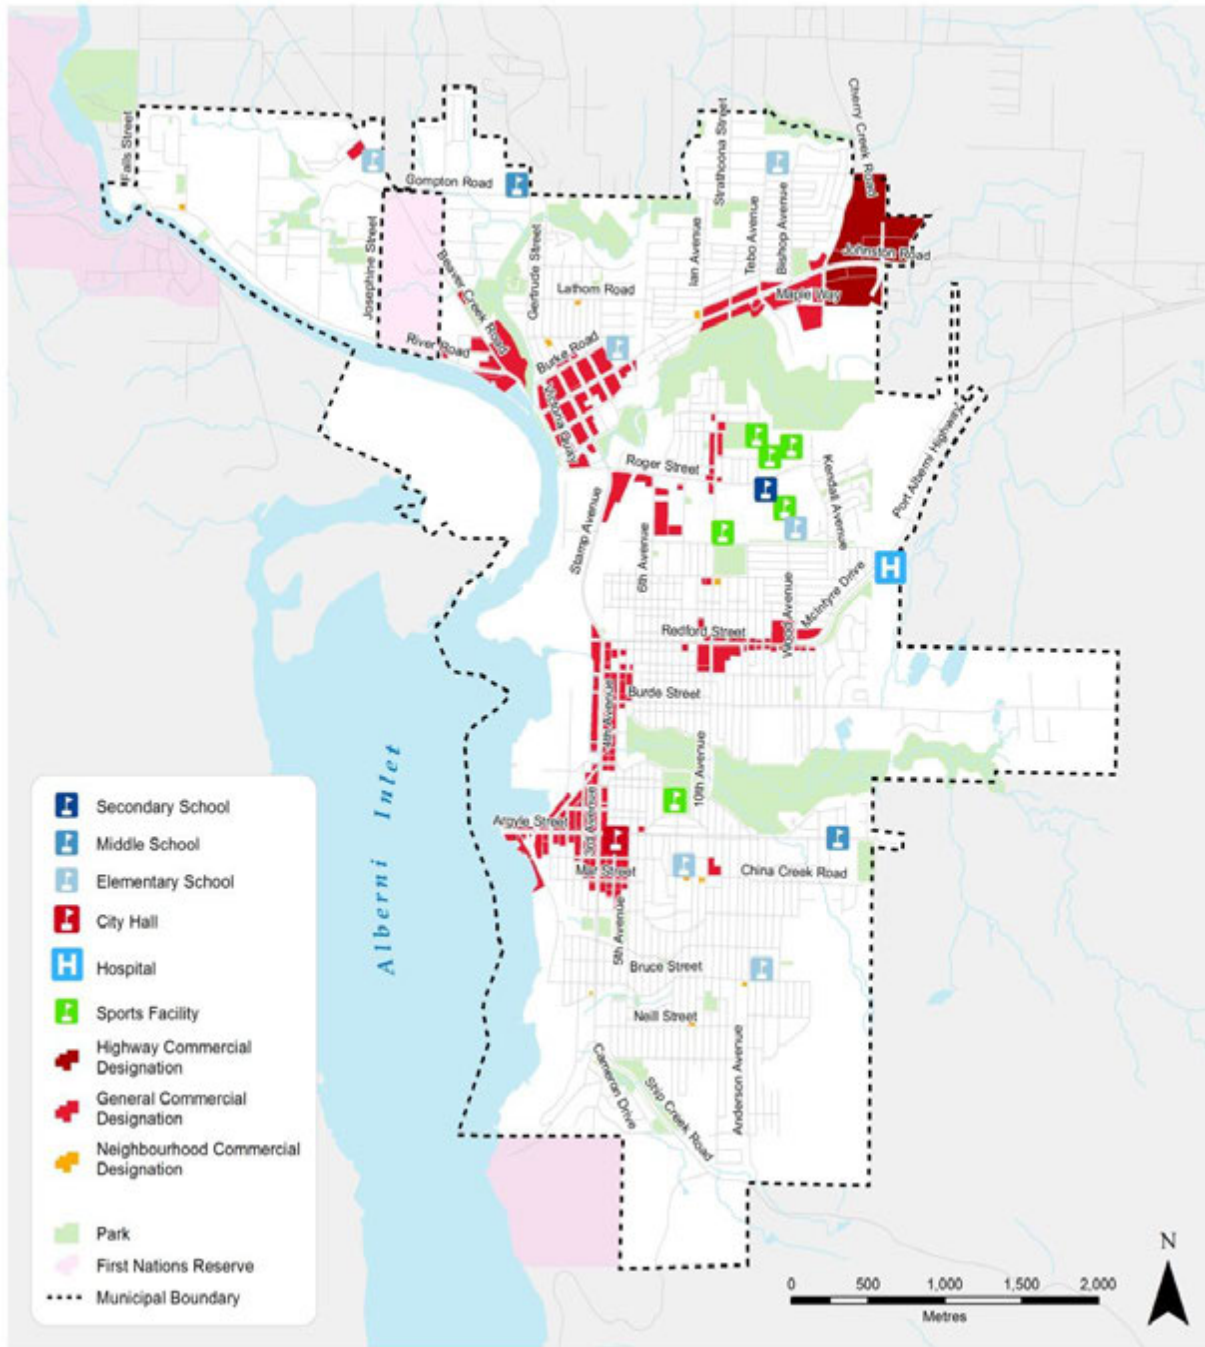 Cherry Creek Road
Falls Street
Strathcona Street
Gompton Road
Josephine Street
Beaver Creek Road
Gertrude Street
Ian Avenue
Tebo Avenue
Bishop Avenue
Johnston Road
Lathom Road
Maple Way
River Road
Burke Road
Victoria Quay
Roger Street
Kendall Avenue
Port Alberni Highway
Stamp Avenue
6th Avenue
H
McIntyre Drive
Wood Avenue
Redford Street
4th Avenue
Burde Street
10th Avenue
Alberni Inlet
Argyle Street
3rd Avenue
Mar Street
China Creek Road
5th Avenue
Bruce Street
Neill Street
Cameron Drive
Ship Creek Road
Anderson Avenue
Secondary School
Middle School
Elementary School
City Hall
H Hospital
Sports Facility
Highway Commercial
Designation
General Commercial
Designation
Neighbourhood Commercial
Designation
Park
First Nations Reserve
Municipal Boundary
N
0 500 1,000 1,500 2,000
Metres